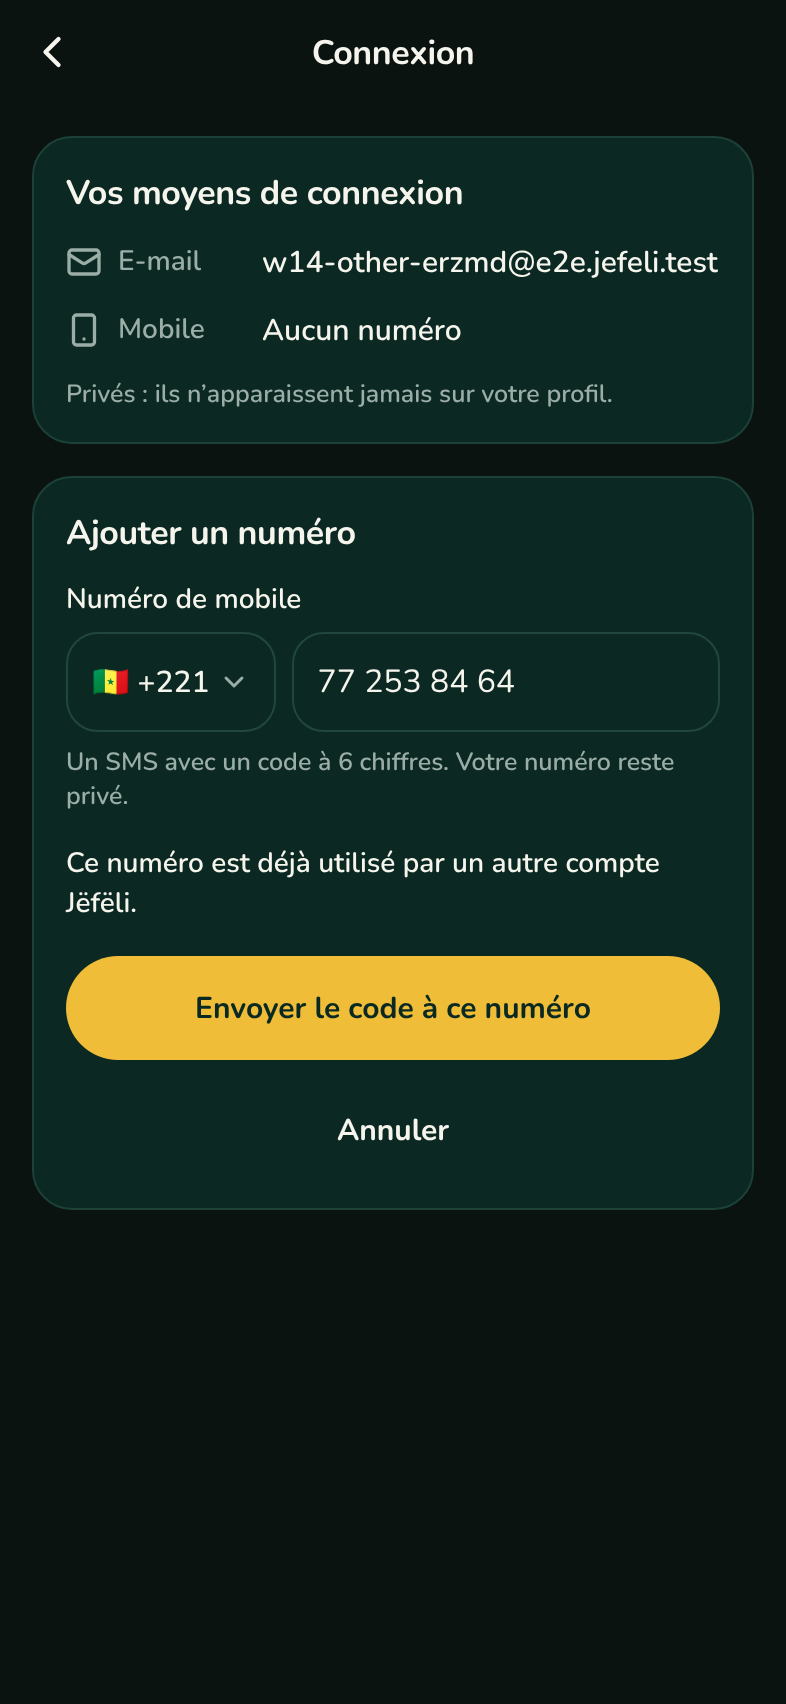 Connexion
Vos moyens de connexion
E-mail w14-other-erzmd@e2e.jefeli.test
Mobile Aucun numéro
Privés : ils n’apparaissent jamais sur votre profil.
Ajouter un numéro
Numéro de mobile
+221 77 253 84 64
Un SMS avec un code à 6 chiffres. Votre numéro reste
privé.
Ce numéro est déjà utilisé par un autre compte
Jëfëli.
Envoyer le code à ce numéro
Annuler